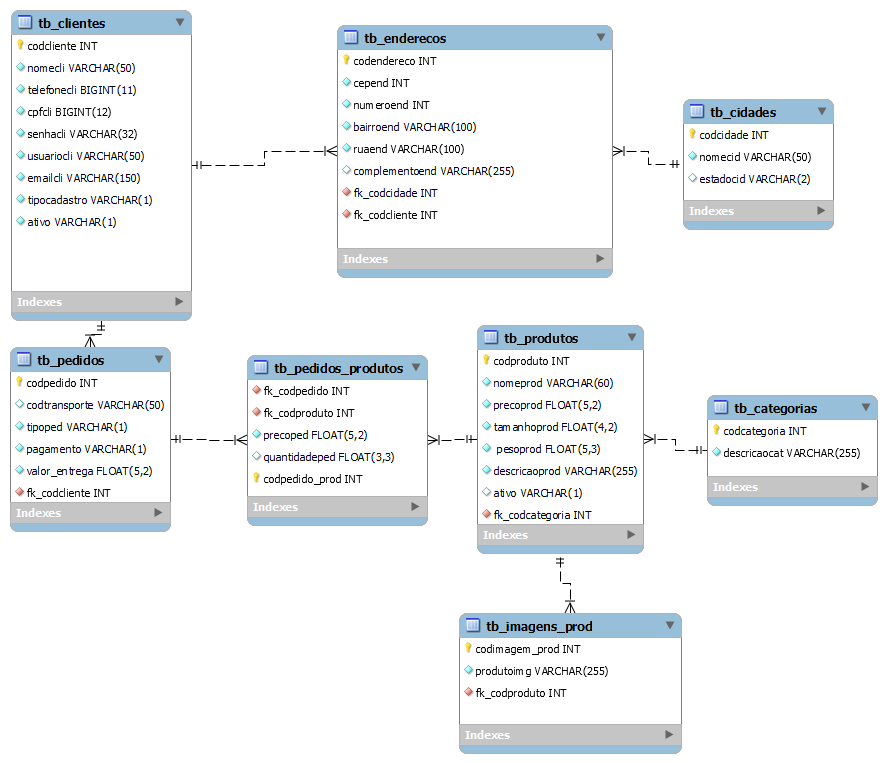 tb_clientes
codcliente INT
nomecli VARCHAR(50)
telefonecli BIGINT(11)
cpfcli BIGINT(12)
senhacli VARCHAR(32)
usuariocli VARCHAR(50)
emailcli VARCHAR(150)
tipocadastro VARCHAR(1)
ativo VARCHAR(1)
Indexes
tb_enderecos
codendereco INT
cepend INT
numeroend INT
bairroend VARCHAR(100)
ruaend VARCHAR(100)
complementoend VARCHAR(255)
fk_codcidade INT
fk_codcliente INT
Indexes
tb_cidades
codcidade INT
nomecid VARCHAR(50)
estadocid VARCHAR(2)
Indexes
tb_pedidos
codpedido INT
codtransporte VARCHAR(50)
tipoped VARCHAR(1)
pagamento VARCHAR(1)
valor_entrega FLOAT(5,2)
fk_codcliente INT
Indexes
tb_pedidos_produtos
fk_codpedido INT
fk_codproduto INT
precoped FLOAT(5,2)
quantidadeped FLOAT(3,3)
codpedido_prod INT
Indexes
tb_produtos
codproduto INT
nomeprod VARCHAR(60)
precoprod FLOAT(5,2)
tamanhoprod FLOAT(4,2)
pesoprod FLOAT(5,3)
descricaoprod VARCHAR(255)
ativo VARCHAR(1)
fk_codcategoria INT
Indexes
tb_categorias
codcategoria INT
descricaocat VARCHAR(255)
Indexes
tb_imagens_prod
codimagem_prod INT
produtoimg VARCHAR(255)
fk_codproduto INT
Indexes